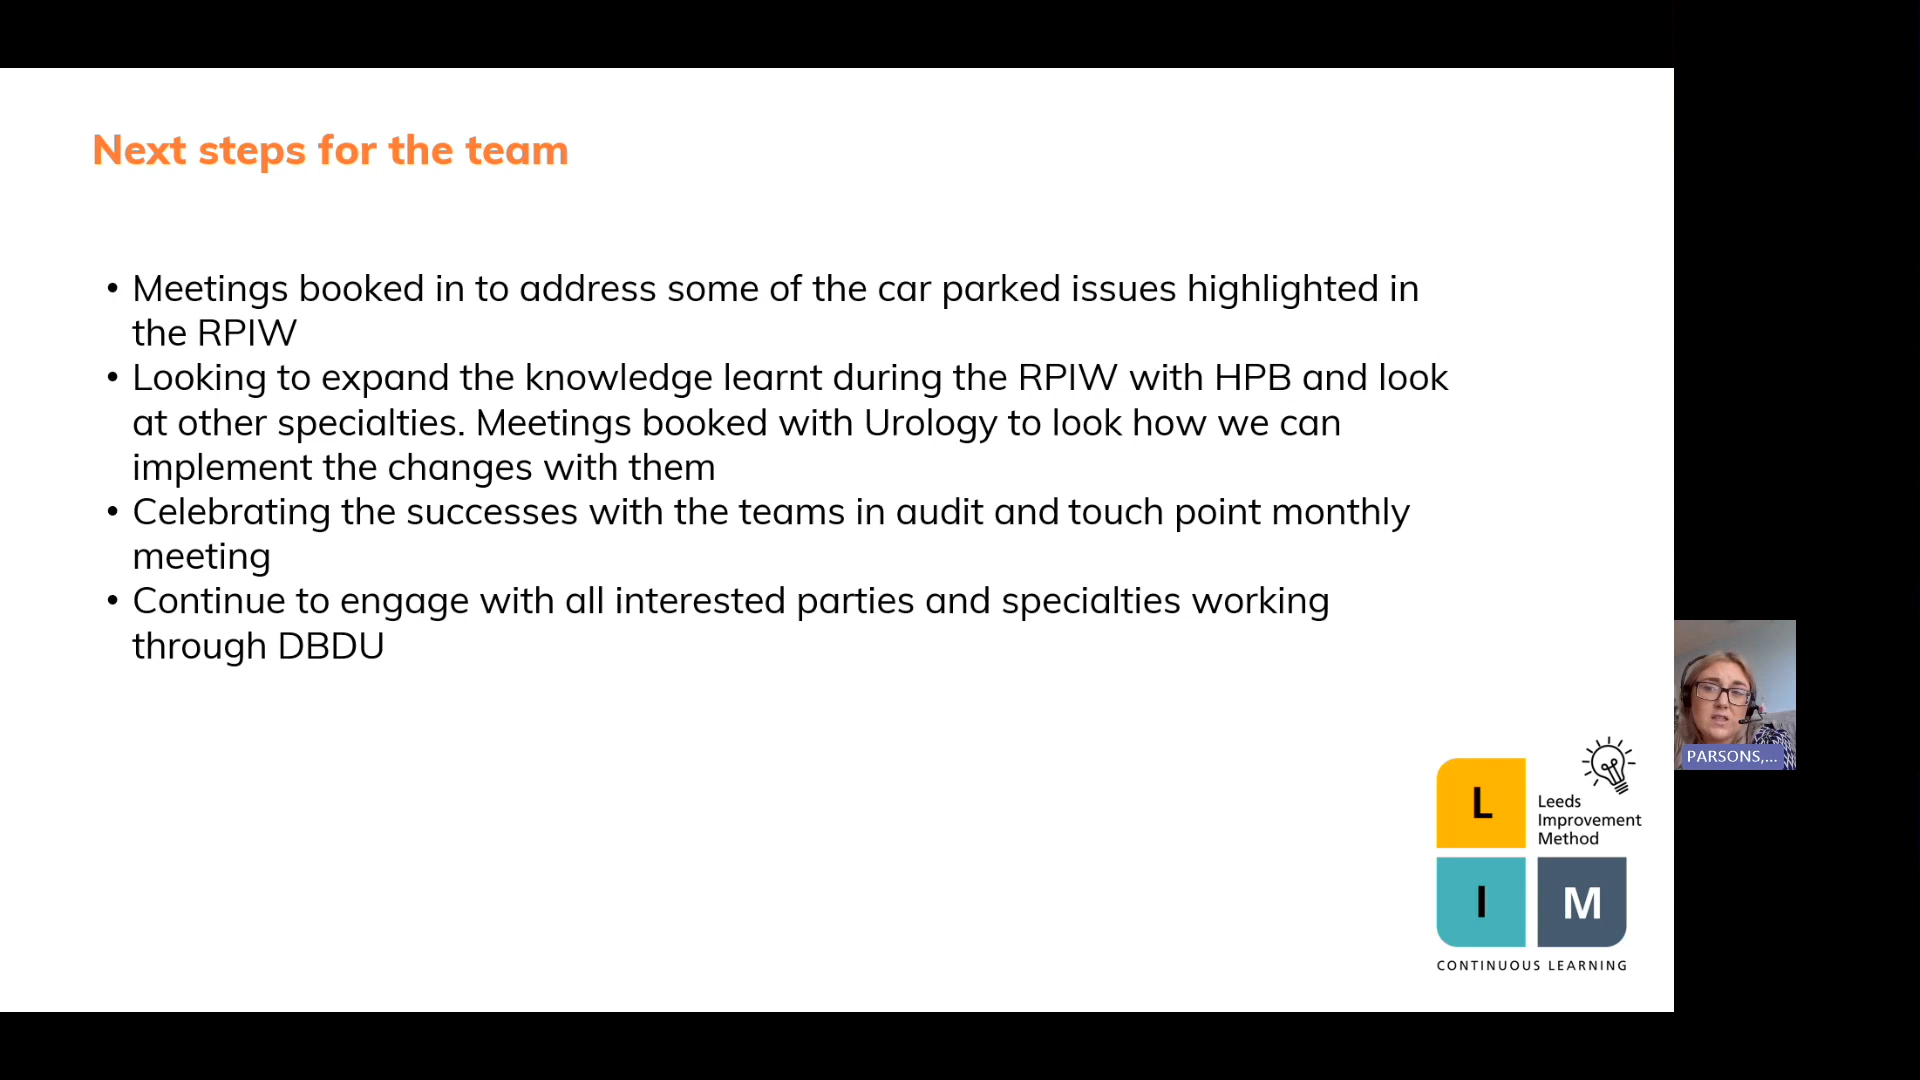 Next steps for the team
• Meetings booked in to address some of the car parked issues highlighted in
the RPIW
• Looking to expand the knowledge learnt during the RPIW with HPB and look
at other specialties. Meetings booked with Urology to look how we can
implement the changes with them
• Celebrating the successes with the teams in audit and touch point monthly
meeting
• Continue to engage with all interested parties and specialties working
through DBDU
PARSONS,...
L
Leeds
Improvement
Method
I M
CONTINUOUS LEARNING